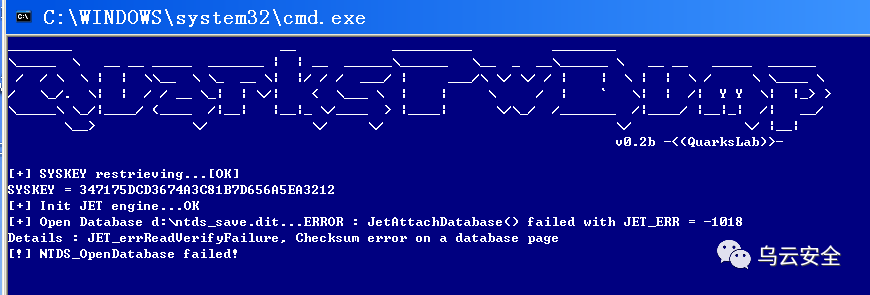 C:\WINDOWS\system32\cmd.exe
Quarks PwDump
v0.2b -<(QuarksLab)>-
[+] SYSKEY restrieving...[OK]
SYSKEY = 347175DCD3674A3C81B7D656A5EA3212
[+] Init JET engine...OK
[+] Open Database d:\ntds_save.dit...ERROR : JetAttachDatabase() failed with JET_ERR = -1018
Details : JET_errReadVerifyFailure, Checksum error on a database page
[!] NTDS_OpenDatabase failed!
乌云安全